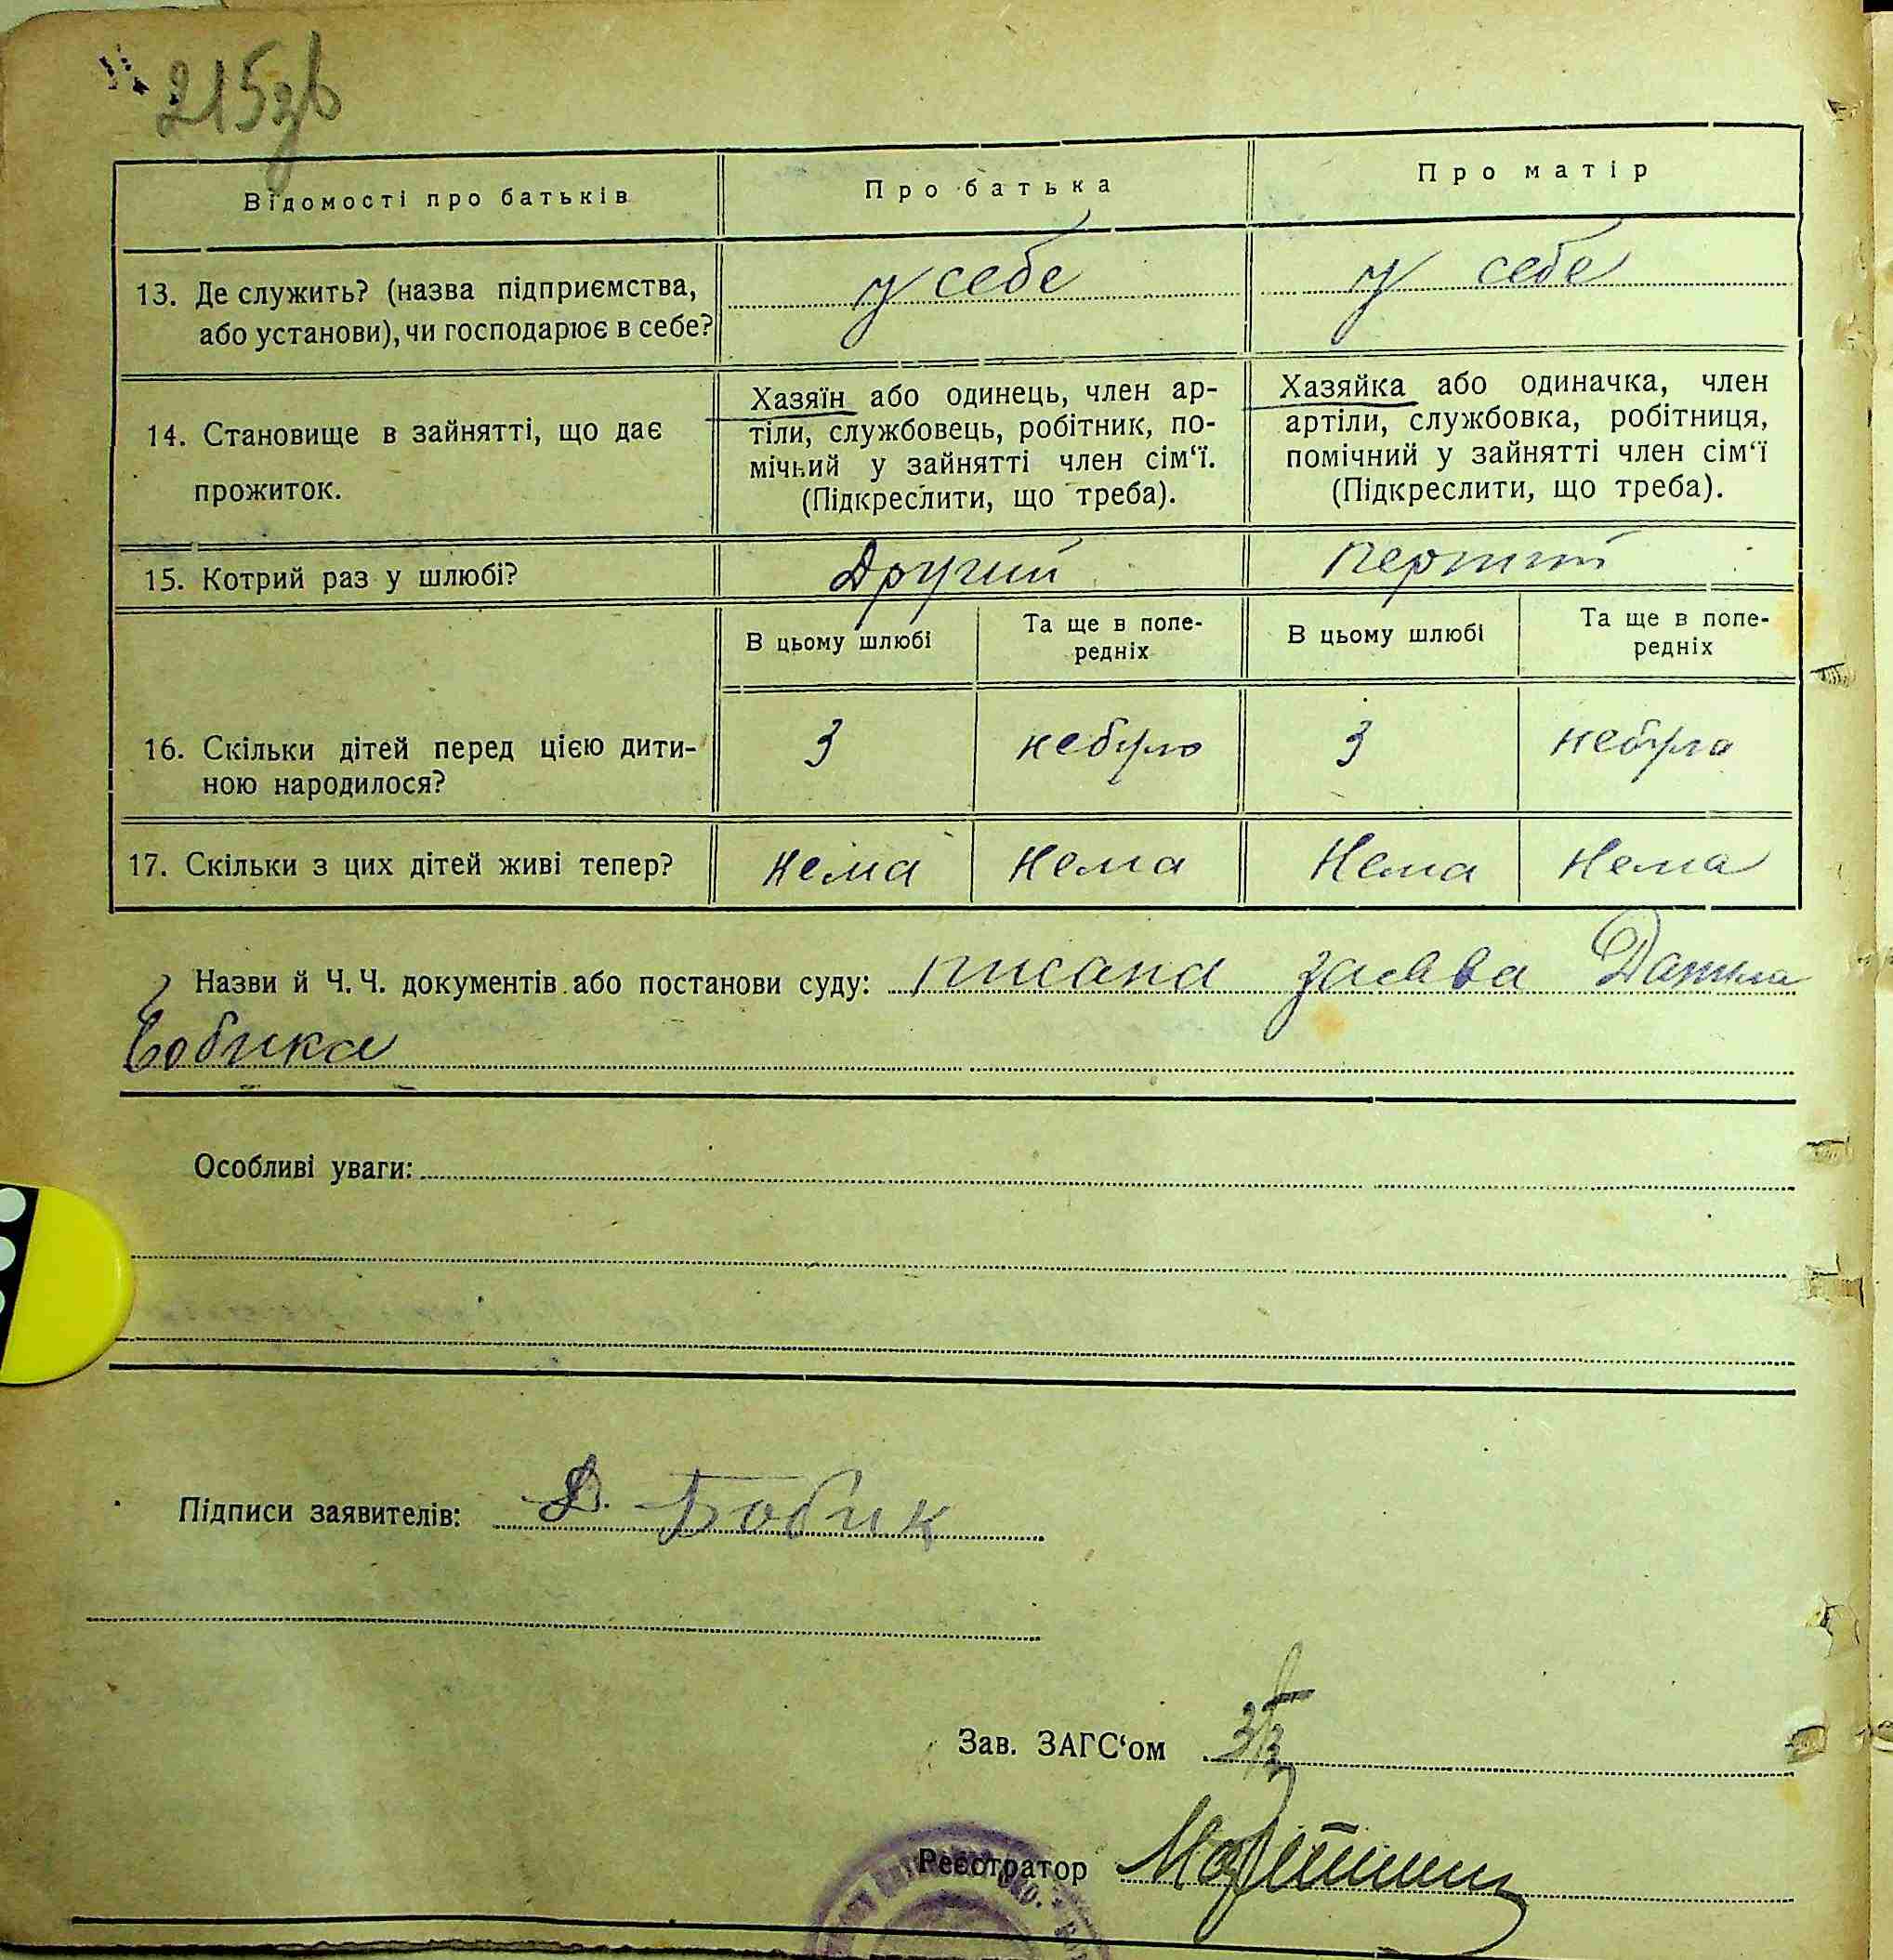 215зв
Відомості про батьків
Про батька
Про матір
13. Де служить? (назва підприємства,
або установи), чи господарює в себе?
у себе
у себе
14. Становище в зайнятті, що дає
прожиток.
Хазяїн або одинець, член ар-
тіли, службовець, робітник, по-
мічний у зайнятті член сім‘ї.
(Підкреслити, що треба).
Хазяйка або одиначка, член
артіли, службовка, робітниця,
помічний у зайнятті член сім‘ї
(Підкреслити, що треба).
15. Котрий раз у шлюбі?
Другий
перший
16. Скільки дітей перед цією дити-
ною народилося?
В цьому шлюбі
Та ще в попе-
редніх
В цьому шлюбі
Та ще в попе-
редніх
3
небуло
3
небуло
17. Скільки з цих дітей живі тепер?
Нема
Нема
Нема
Нема
Назви й Ч. Ч. документів або постанови суду: писана заява
Бобика
Особливі уваги:
Підписи заявителів: Д. Бобик
Зав. ЗАГС‘ом
Реєстратор